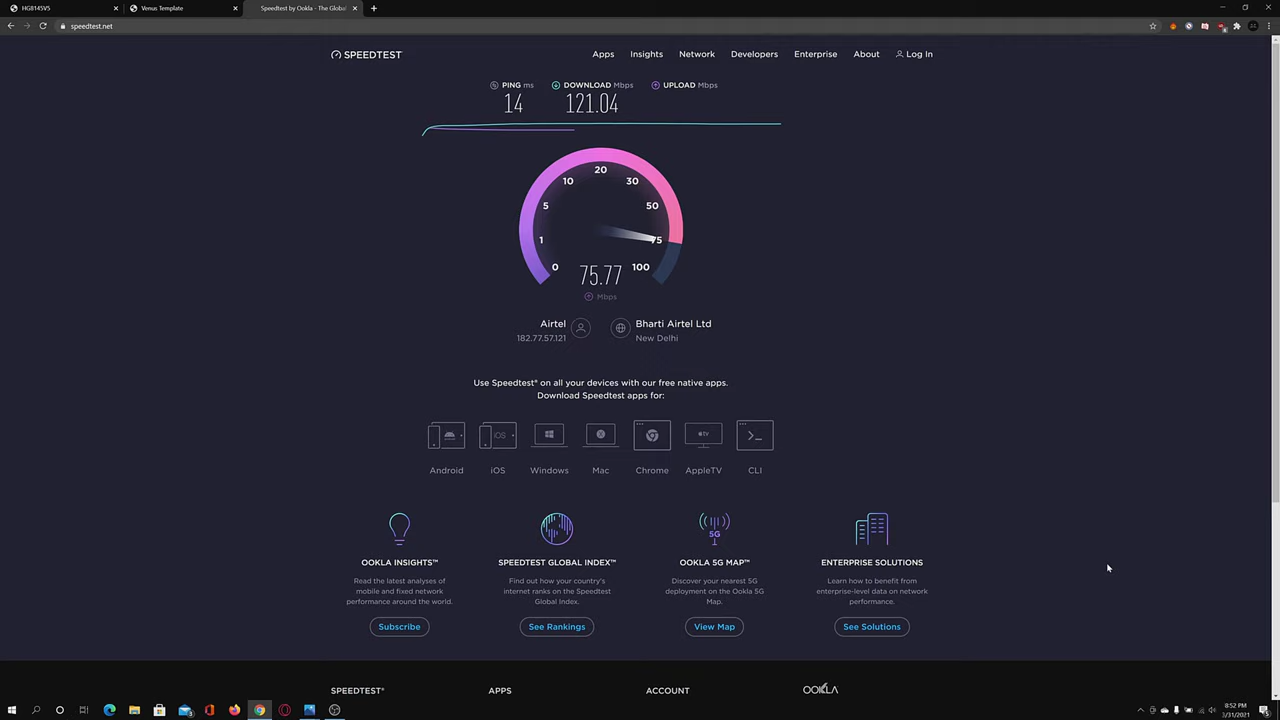 HG8145V5
Venus Template
Speedtest by Ookla - The Global
speedtest.net
SPEEDTEST
Apps Insights Network Developers Enterprise About Log In
PING ms DOWNLOAD Mbps UPLOAD Mbps
14 121.04
0
1
5
10
20
30
50
75
100
75.77
Mbps
Airtel
182.77.57.121
Bharti Airtel Ltd
New Delhi
Use Speedtest® on all your devices with our free native apps.
Download Speedtest apps for:
iOS
tv
Android iOS Windows Mac Chrome AppleTV CLI
5G
OOKLA INSIGHTS™
Read the latest analyses of
mobile and fixed network
performance around the world.
Subscribe
SPEEDTEST GLOBAL INDEX™
Find out how your country's
internet ranks on the Speedtest
Global Index.
See Rankings
OOKLA 5G MAP™
Discover your nearest 5G
deployment on the Ookla 5G
Map.
View Map
ENTERPRISE SOLUTIONS
Learn how to benefit from
enterprise-level data on network
performance.
See Solutions
SPEEDTEST® APPS ACCOUNT OOKLA
8:52 PM
3/31/2021